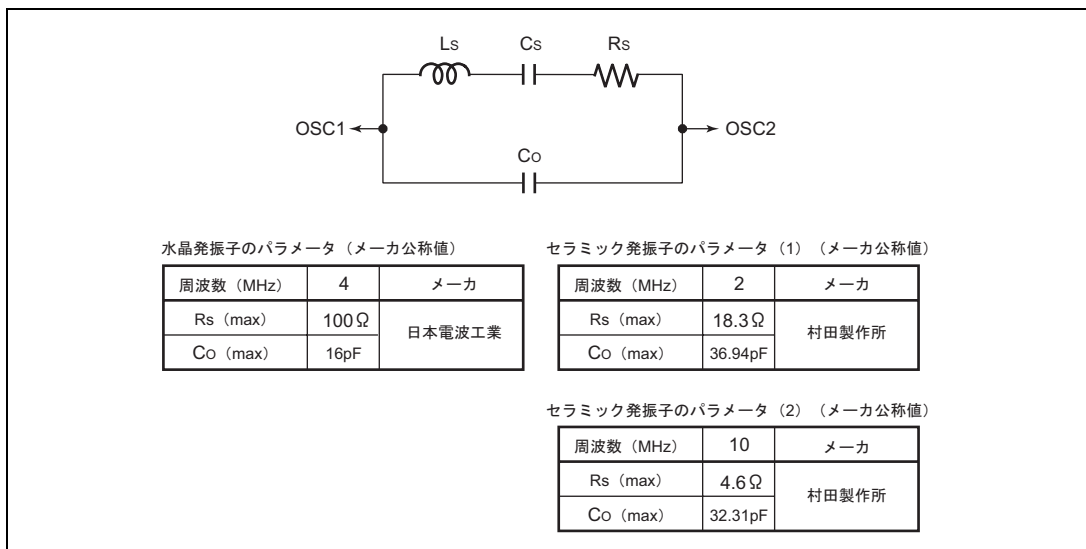 Ls Cs Rs
OSC1 OSC2
Co
水晶発振子のパラメータ（メーカ公称値）
周波数（MHz） 4 メーカ
Rs（max） 100Ω 日本電波工業
Co（max） 16pF
セラミック発振子のパラメータ（1）（メーカ公称値）
周波数（MHz） 2 メーカ
Rs（max） 18.3Ω 村田製作所
Co（max） 36.94pF
セラミック発振子のパラメータ（2）（メーカ公称値）
周波数（MHz） 10 メーカ
Rs（max） 4.6Ω 村田製作所
Co（max） 32.31pF